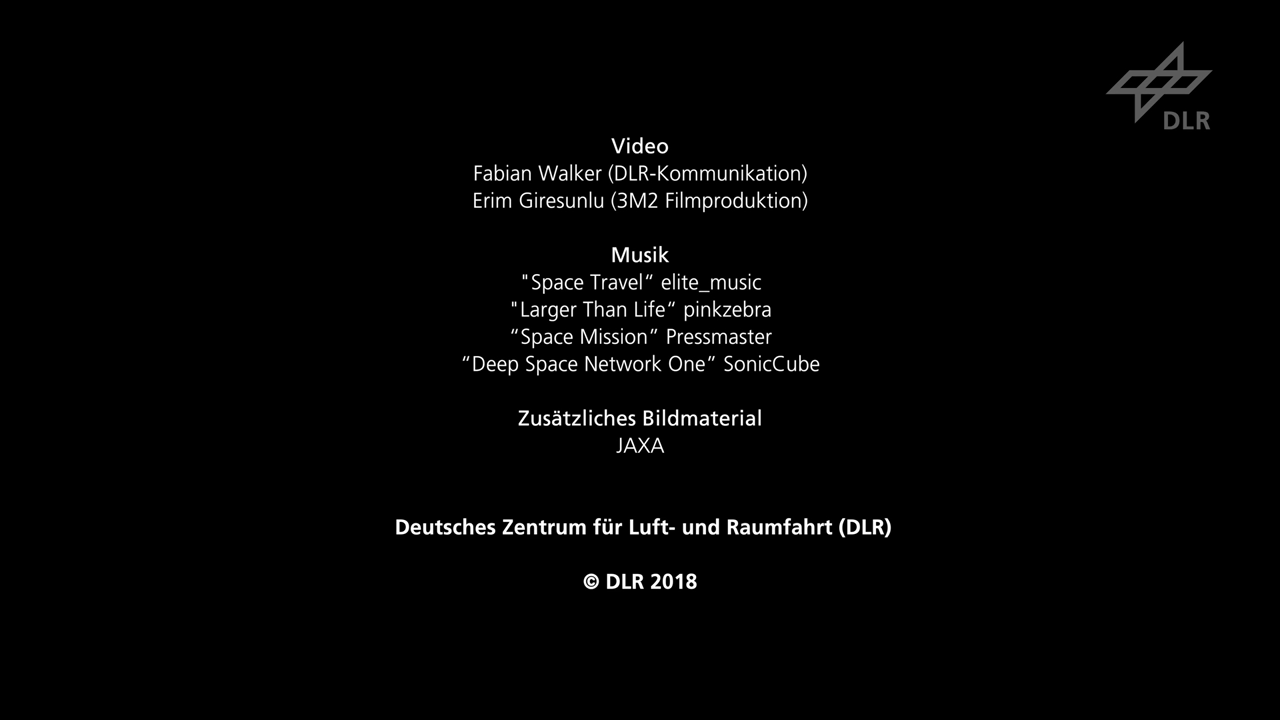 DLR
Video
Fabian Walker (DLR-Kommunikation)
Erim Giresunlu (3M2 Filmproduktion)
Musik
"Space Travel“ elite_music
"Larger Than Life“ pinkzebra
“Space Mission” Pressmaster
“Deep Space Network One” SonicCube
Zusätzliches Bildmaterial
JAXA
Deutsches Zentrum für Luft- und Raumfahrt (DLR)
© DLR 2018